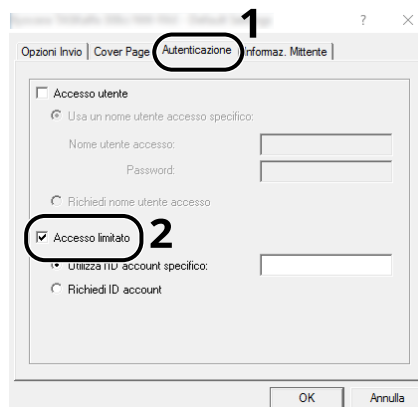 1
? ×
Opzioni Invio Cover Page Autenticazione Informaz. Mittente
Accesso utente
Usa un nome utente accesso specifico:
Nome utente accesso:
Password:
Richiedi nome utente accesso
Accesso limitato 2
Utilizza l'ID account specifico:
Richiedi ID account
OK Annulla